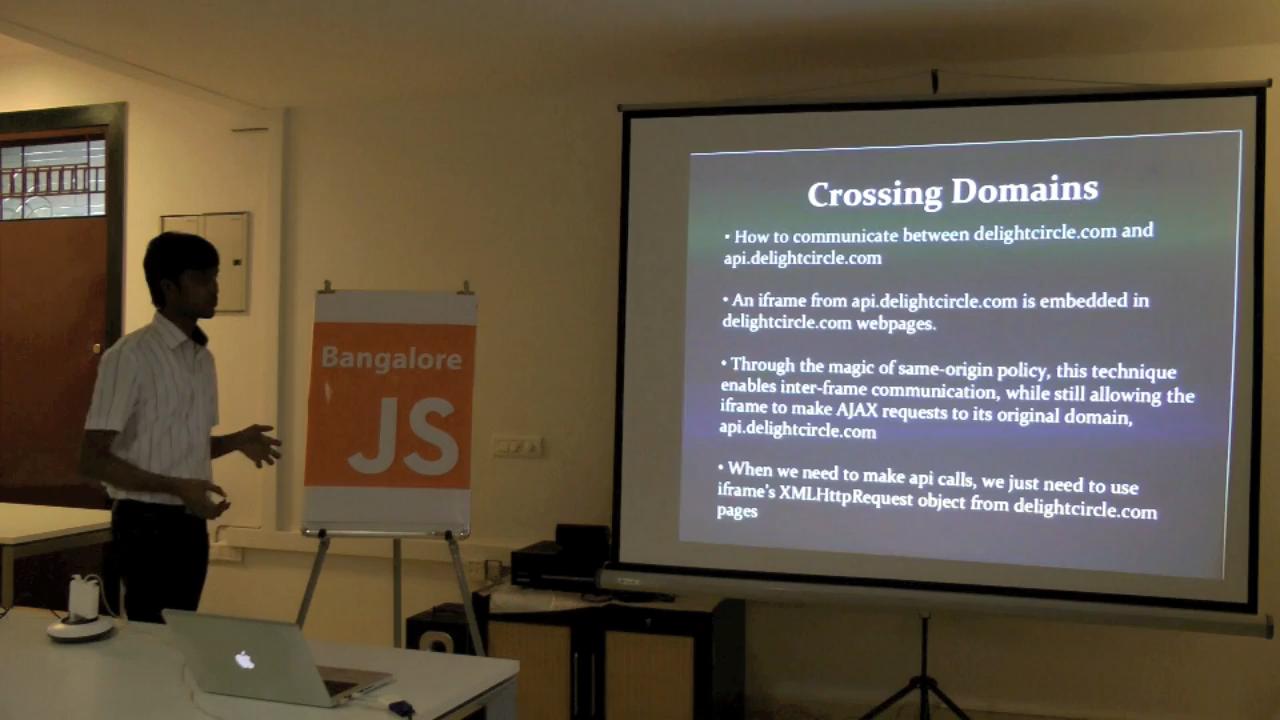 Bangalore
JS
Crossing Domains
• How to communicate between delightcircle.com and
api.delightcircle.com
• An iframe from api.delightcircle.com is embedded in
delightcircle.com webpages.
• Through the magic of same-origin policy, this technique
enables inter-frame communication, while still allowing the
iframe to make AJAX requests to its original domain,
api.delightcircle.com
• When we need to make api calls, we just need to use
iframe's XMLHttpRequest object from delightcircle.com
pages